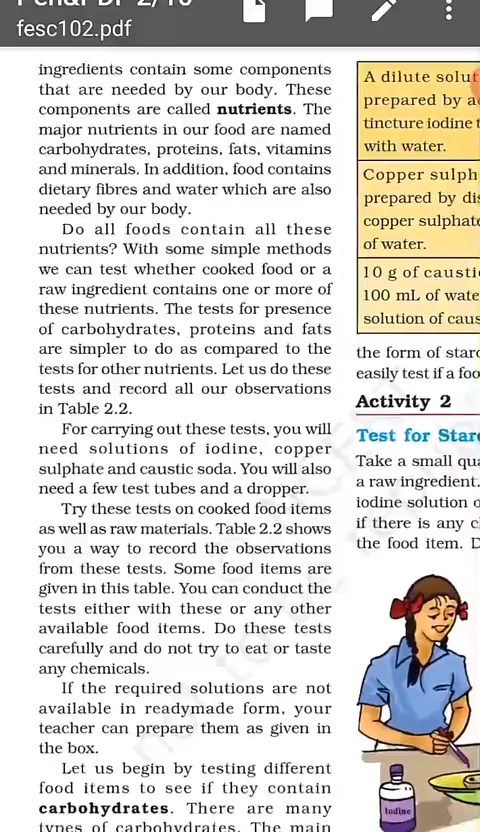 fesc102.pdf
ingredients contain some components
that are needed by our body. These
components are called nutrients. The
major nutrients in our food are named
carbohydrates, proteins, fats, vitamins
and minerals. In addition, food contains
dietary fibres and water which are also
needed by our body.
Do all foods contain all these
nutrients? With some simple methods
we can test whether cooked food or a
raw ingredient contains one or more of
these nutrients. The tests for presence
of carbohydrates, proteins and fats
are simpler to do as compared to the
tests for other nutrients. Let us do these
tests and record all our observations
in Table 2.2.
For carrying out these tests, you will
need solutions of iodine, copper
sulphate and caustic soda. You will also
need a few test tubes and a dropper.
Try these tests on cooked food items
as well as raw materials. Table 2.2 shows
you a way to record the observations
from these tests. Some food items are
given in this table. You can conduct the
tests either with these or any other
available food items. Do these tests
carefully and do not try to eat or taste
any chemicals.
If the required solutions are not
available in readymade form, your
teacher can prepare them as given in
the box.
Let us begin by testing different
food items to see if they contain
carbohydrates. There are many
types of carbohydrates. The main
A dilute solut
prepared by a
tincture iodine t
with water.
Copper sulph
prepared by dis
copper sulphate
of water.
10 g of causti
100 mL of wate
solution of caus
the form of starc
easily test if a foo
Activity 2
Test for Star
Take a small qua
a raw ingredient.
iodine solution o
if there is any c
the food item. D
Iodine